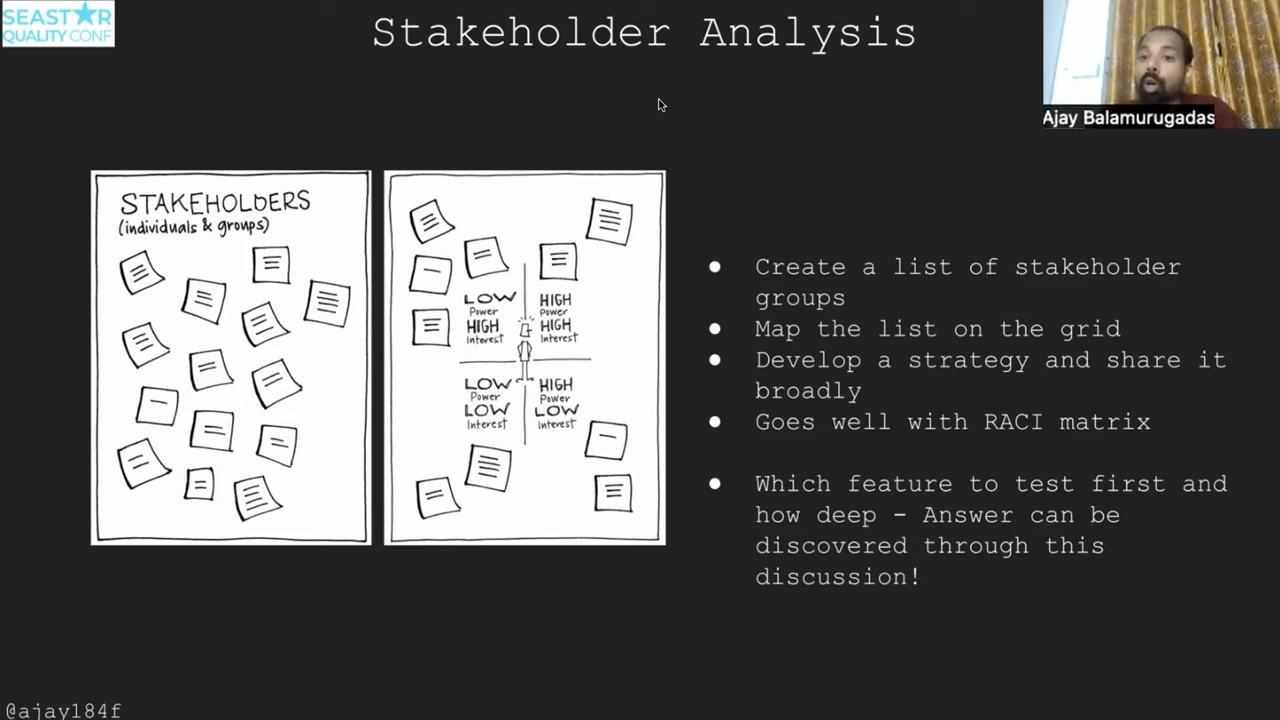 SEAST★R
QUALITY CONF
Stakeholder Analysis
Ajay Balamurugadas
STAKEHOLDERS
(individuals & groups)
LOW
Power
HIGH
Interest
HIGH
Power
HIGH
Interest
LOW
Power
LOW
Interest
HIGH
Power
LOW
Interest
● Create a list of stakeholder
groups
● Map the list on the grid
● Develop a strategy and share it
broadly
● Goes well with RACI matrix
● Which feature to test first and
how deep - Answer can be
discovered through this
discussion!
@ajay184f